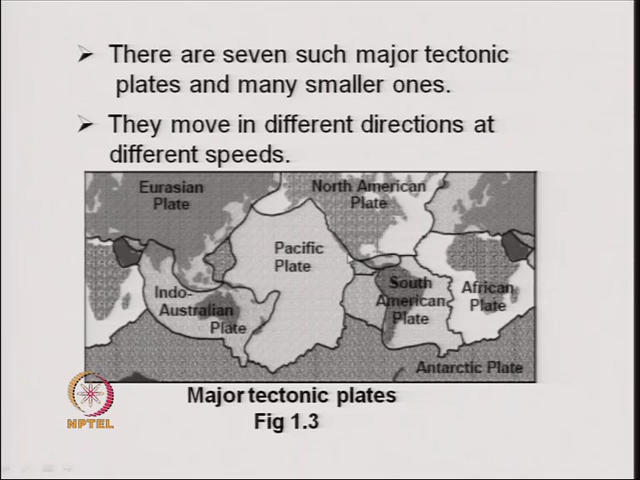 There are seven such major tectonic
plates and many smaller ones.
They move in different directions at
different speeds.
Eurasian
Plate
North American
Plate
Pacific
Plate
Indo-
Australian
Plate
South
American
Plate
African
Plate
Antarctic Plate
Major tectonic plates
Fig 1.3
NPTEL